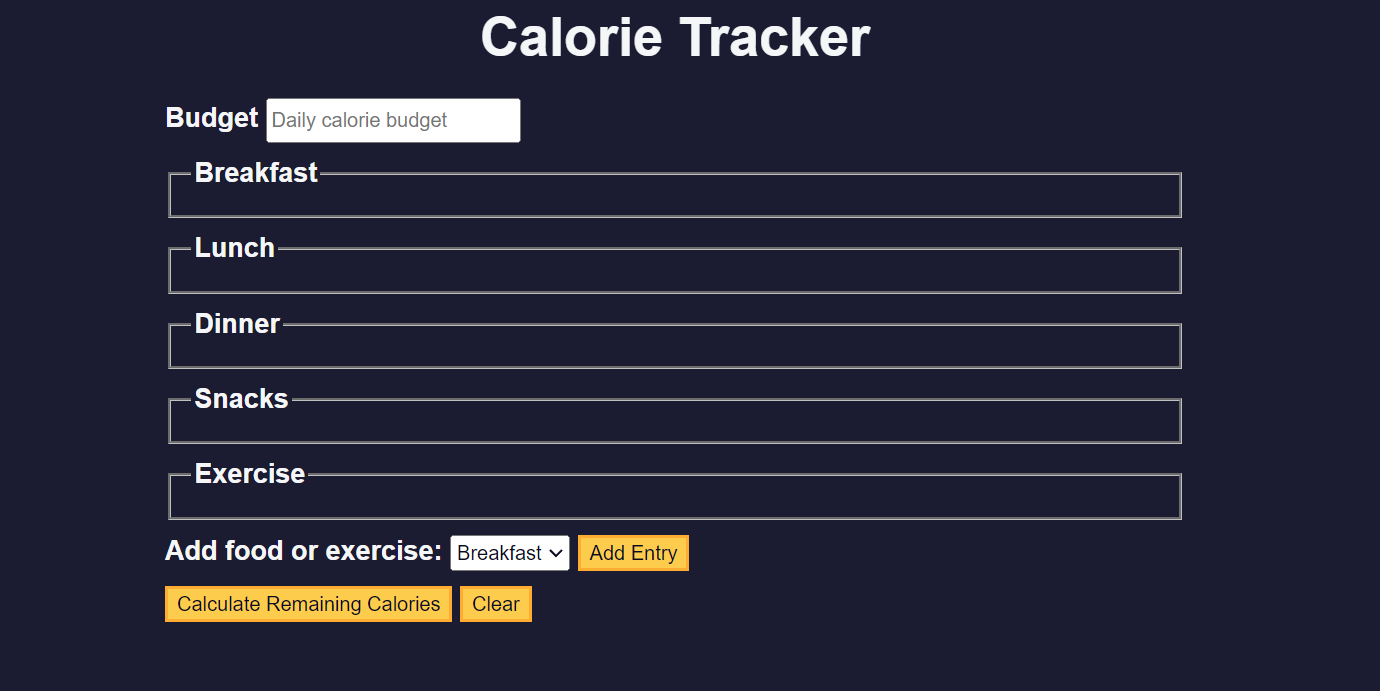 Calorie Tracker
Budget Daily calorie budget
Breakfast
Lunch
Dinner
Snacks
Exercise
Add food or exercise: Breakfast Add Entry
Calculate Remaining Calories Clear